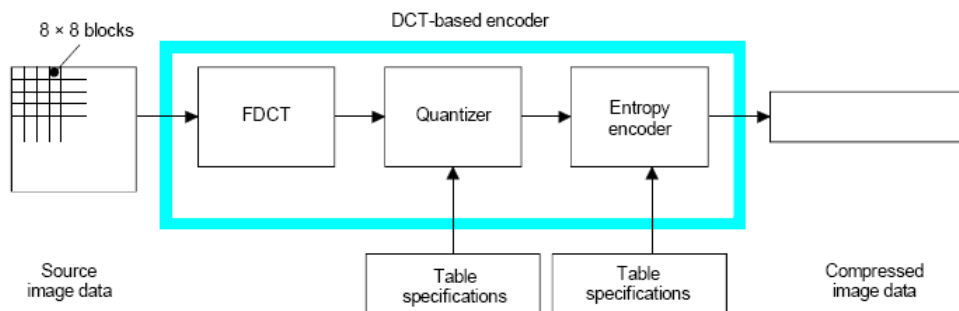 DCT-based encoder
8 × 8 blocks
FDCT
Quantizer
Entropy
encoder
Source
image data
Table
specifications
Table
specifications
Compressed
image data